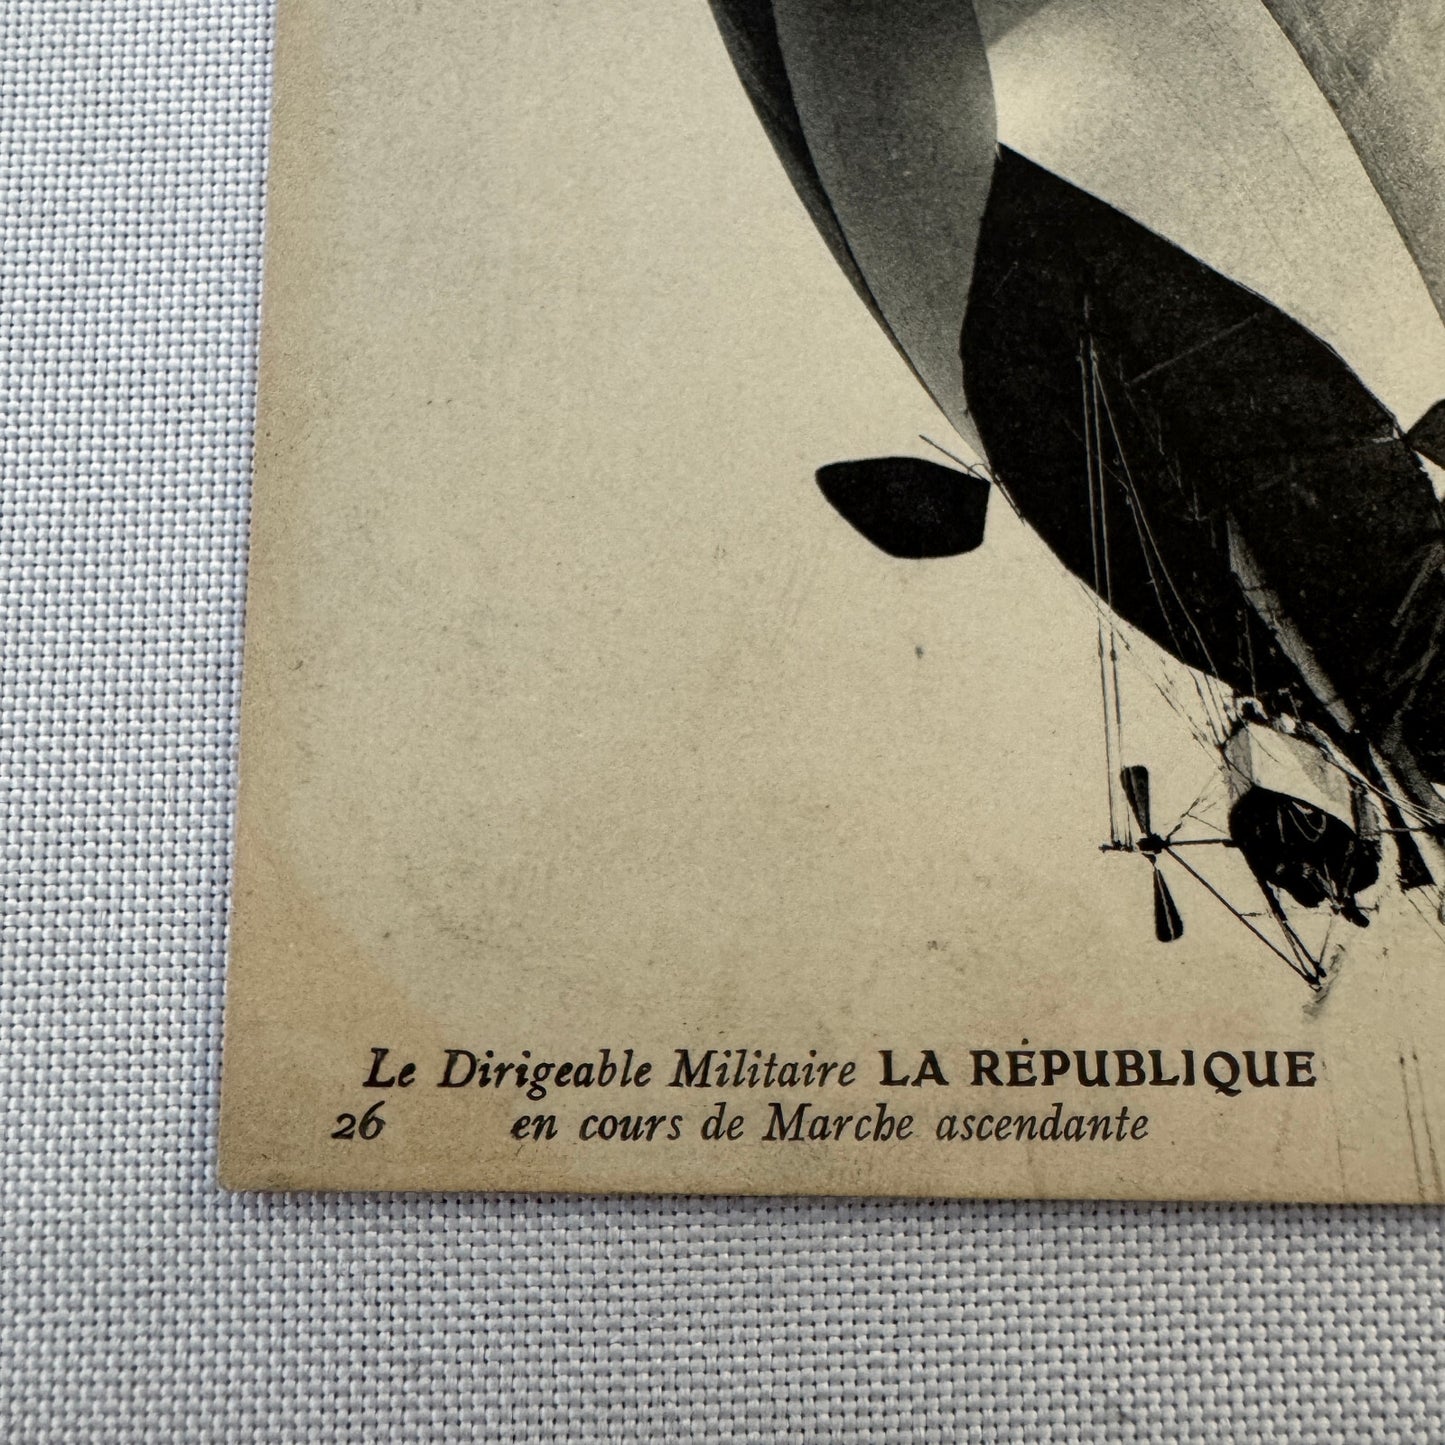 Le Dirigeable Militaire LA RÉPUBLIQUE
26 en cours de Marche ascendante